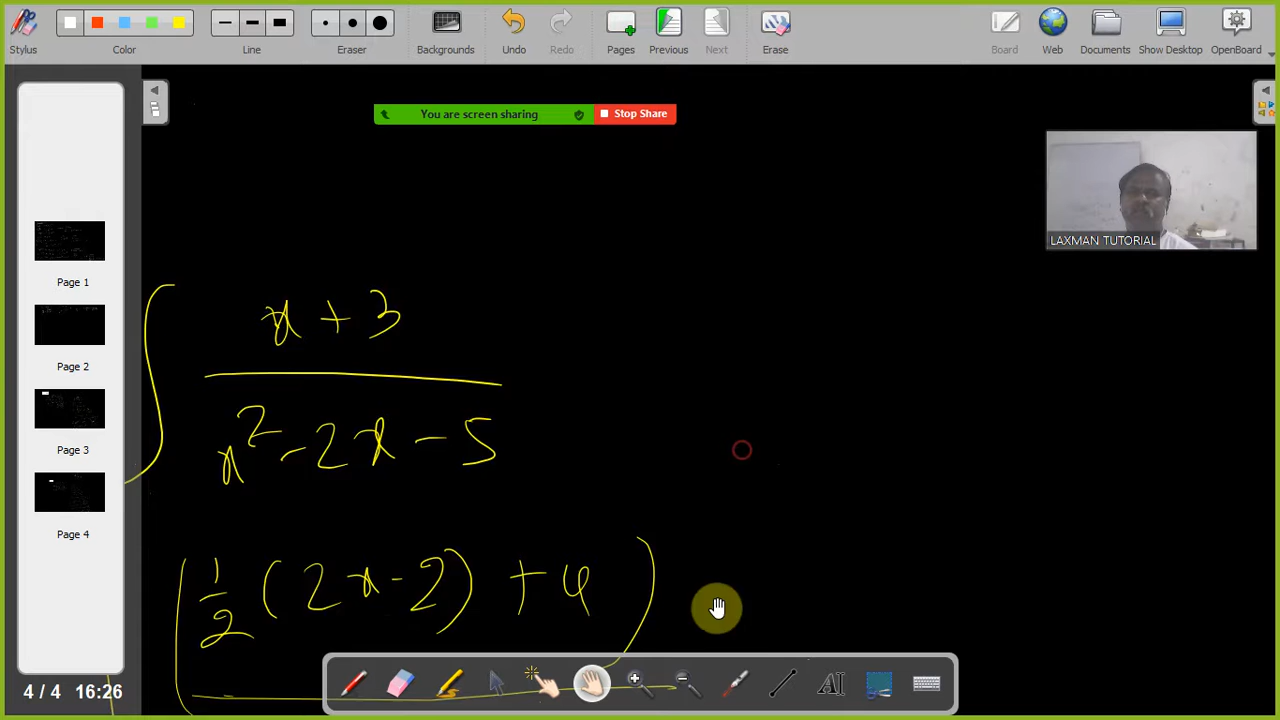 Stylus Color Line Eraser Backgrounds Undo Redo Pages Previous Next Erase Board Web Documents Show Desktop OpenBoard
You are screen sharing Stop Share
LAXMAN TUTORIAL
Page 1
Page 2
Page 3
Page 4
x + 3
x² - 2x - 5
1/2 (2x - 2) + 4
4/4 16:26
AI